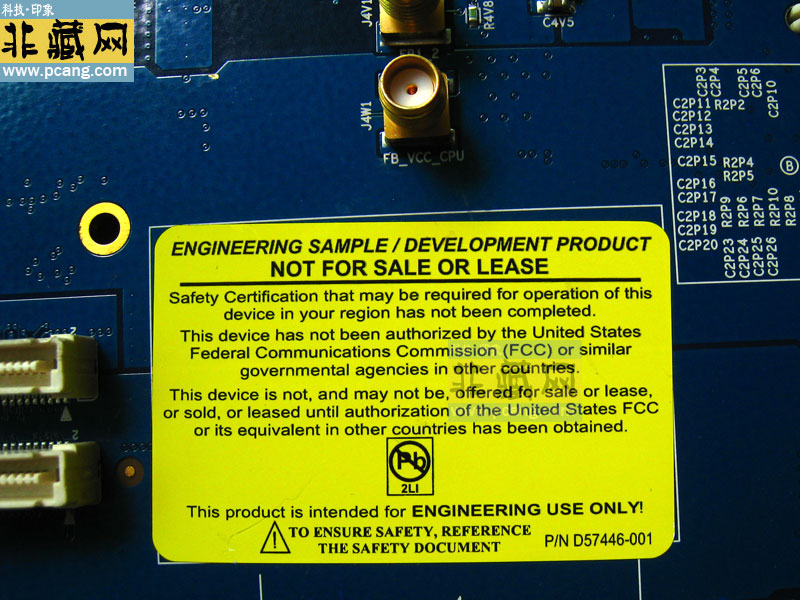 科技·印象
非藏网
www.pcang.com
J4V1
FB1_2
R4V8
C4V5
J4W1
FB_VCC_CPU
C2P3
C2P4
C2P5
C2P6
C2P10
C2P11 R2P2
C2P12
C2P13
C2P14
C2P15 R2P4
R2P5
C2P16
C2P17
C2P18
C2P19
C2P20
R2P9
R2P6
R2P7
R2P10
R2P8
C2P23
C2P24
C2P25
C2P26
B
ENGINEERING SAMPLE / DEVELOPMENT PRODUCT
NOT FOR SALE OR LEASE
Safety Certification that may be required for operation of this
device in your region has not been completed.
This device has not been authorized by the United States
Federal Communications Commission (FCC) or similar
governmental agencies in other countries.
This device is not, and may not be, offered for sale or lease,
or sold, or leased until authorization of the United States FCC
or its equivalent in other countries has been obtained.
Pb
2LI
This product is intended for ENGINEERING USE ONLY!
TO ENSURE SAFETY, REFERENCE
THE SAFETY DOCUMENT
P/N D57446-001
2
2
非藏网